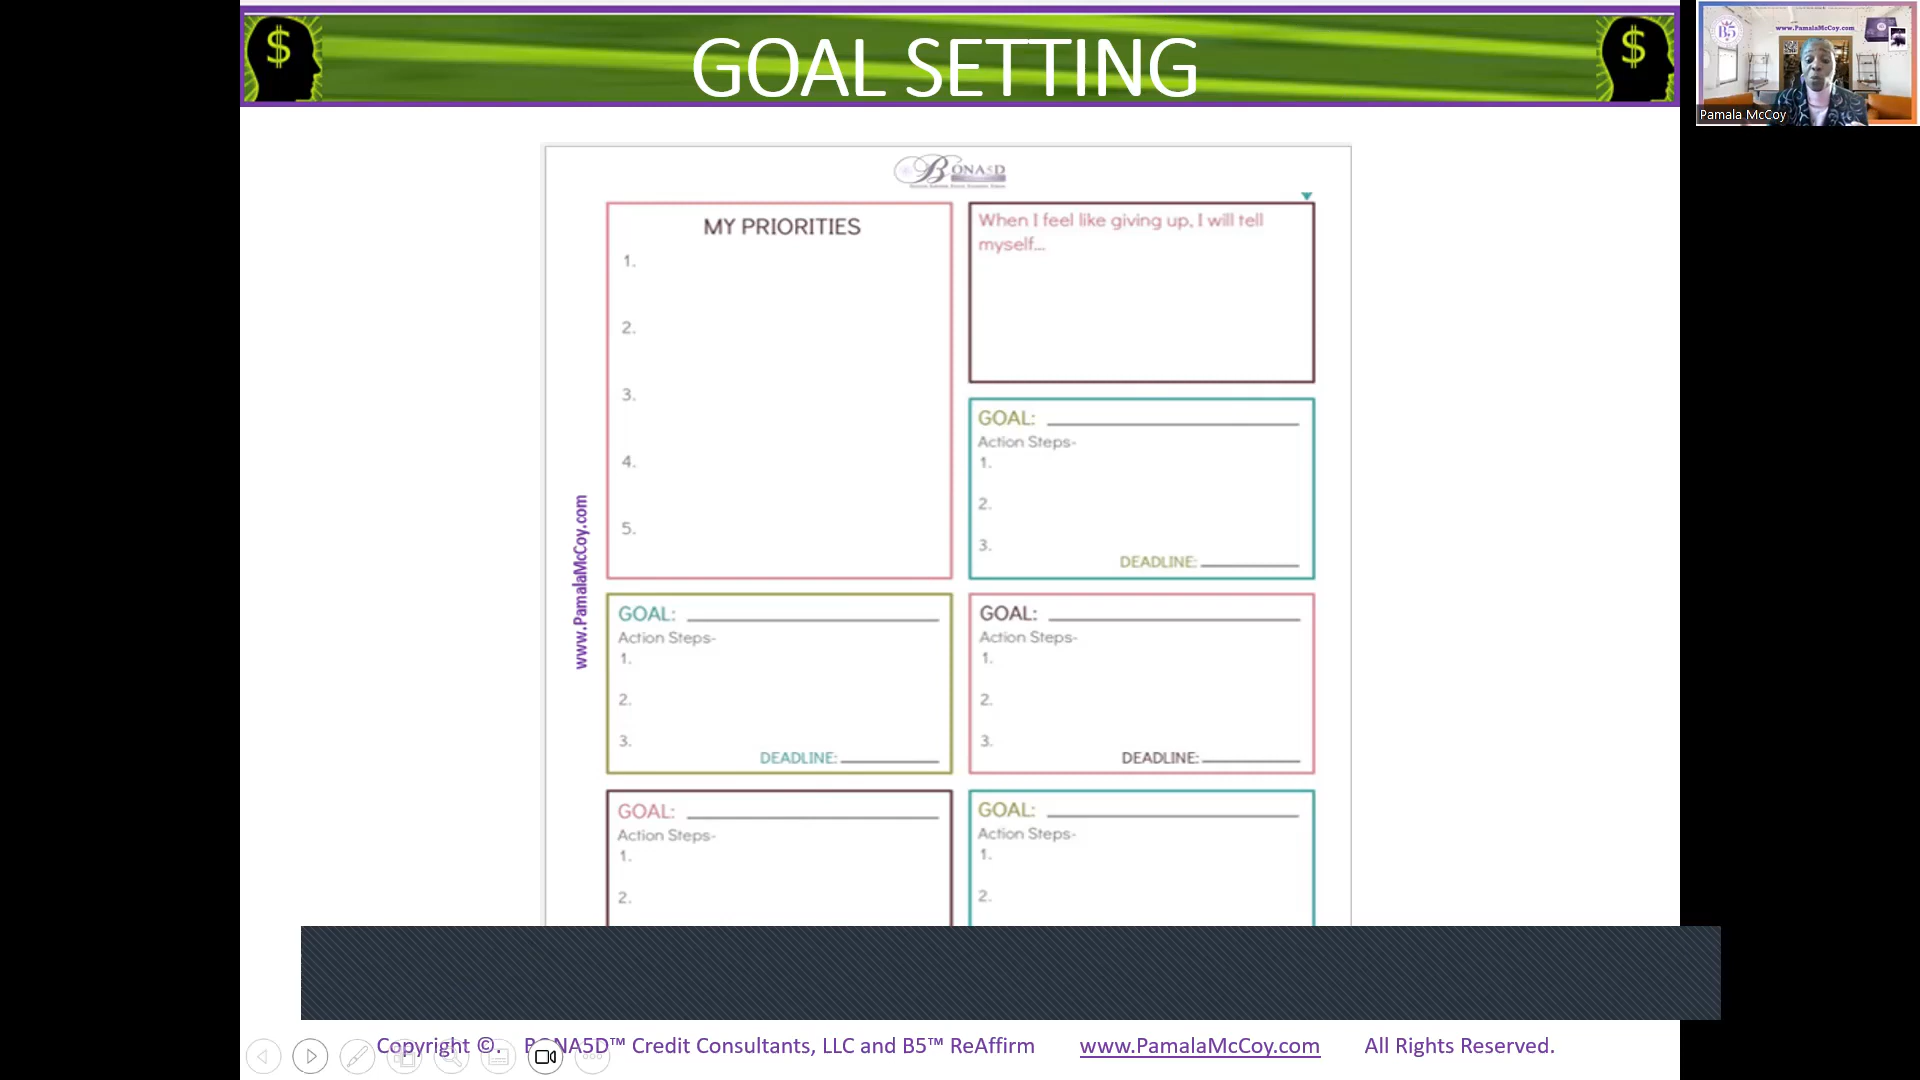 GOAL SETTING
$
$
B5
www.PamalaMcCoy.com
Pamala McCoy
BONA5D
MY PRIORITIES
1.
2.
3.
4.
5.
When I feel like giving up, I will tell
myself...
GOAL:
Action Steps-
1.
2.
3.
DEADLINE:
www.PamalaMcCoy.com
GOAL:
Action Steps-
1.
2.
3.
DEADLINE:
GOAL:
Action Steps-
1.
2.
3.
DEADLINE:
GOAL:
Action Steps-
1.
2.
GOAL:
Action Steps-
1.
2.
Copyright ©. BONA5D™ Credit Consultants, LLC and B5™ ReAffirm www.PamalaMcCoy.com All Rights Reserved.